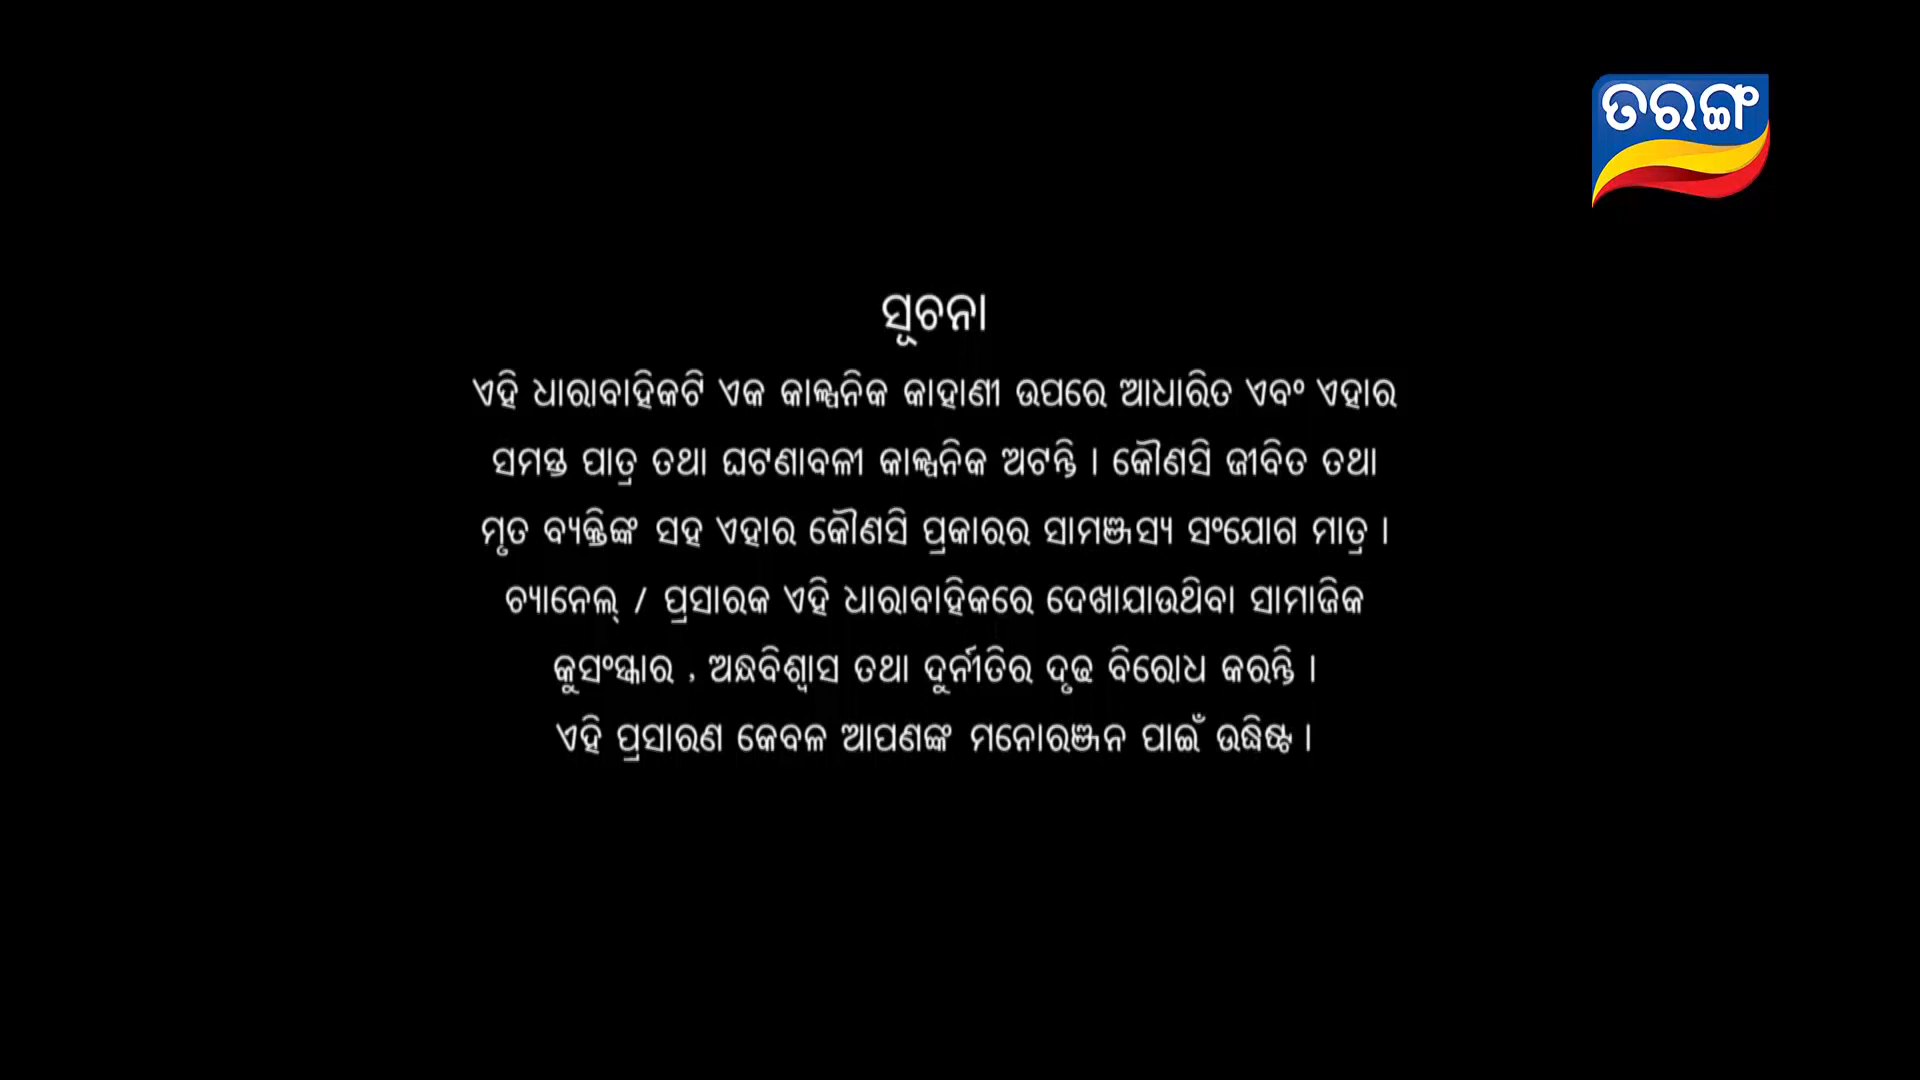 ତରଙ୍ଗ
ସୂଚନା
ଏହି ଧାରାବାହିକଟି ଏକ କାଳ୍ପନିକ କାହାଣୀ ଉପରେ ଆଧାରିତ ଏବଂ ଏହାର
ସମସ୍ତ ପାତ୍ର ତଥା ଘଟଣାବଳୀ କାଳ୍ପନିକ ଅଟନ୍ତି । କୌଣସି ଜୀବିତ ତଥା
ମୃତ ବ୍ୟକ୍ତିଙ୍କ ସହ ଏହାର କୌଣସି ପ୍ରକାରର ସାମଞ୍ଜସ୍ୟ ସଂଯୋଗ ମାତ୍ର ।
ଚ୍ୟାନେଲ୍ / ପ୍ରସାରକ ଏହି ଧାରାବାହିକରେ ଦେଖାଯାଉଥିବା ସାମାଜିକ
କୁସଂସ୍କାର , ଅନ୍ଧବିଶ୍ୱାସ ତଥା ଦୁର୍ନୀତିର ଦୃଢ ବିରୋଧ କରନ୍ତି ।
ଏହି ପ୍ରସାରଣ କେବଳ ଆପଣଙ୍କ ମନୋରଞ୍ଜନ ପାଇଁ ଉଦ୍ଧିଷ୍ଟ ।